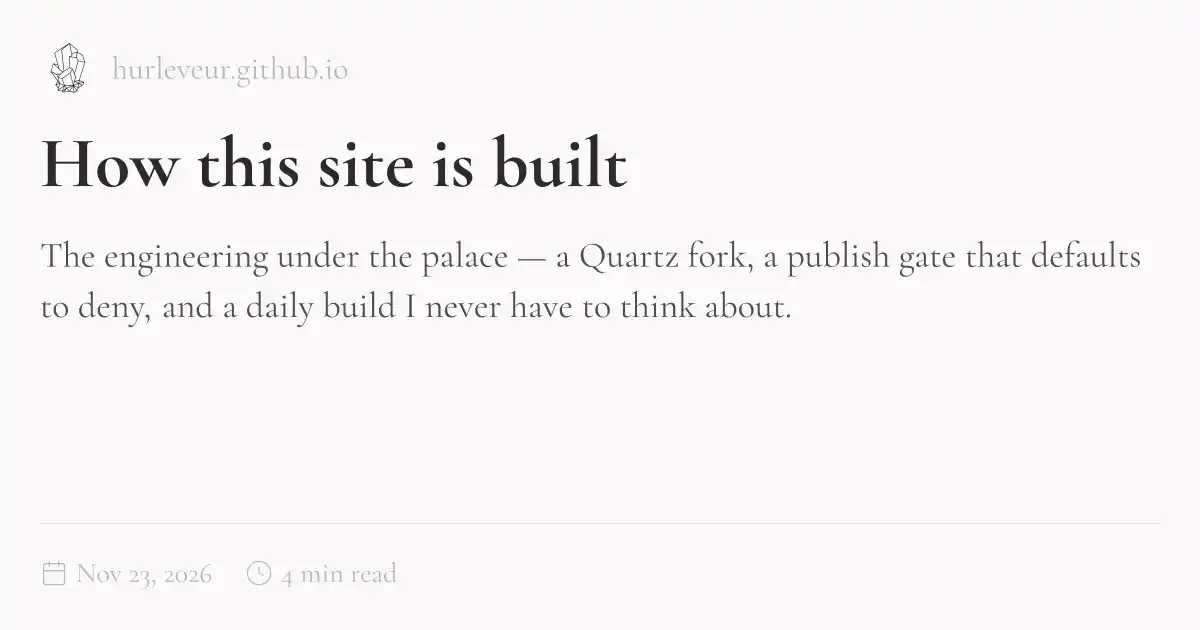 hurleveur.github.io
How this site is built
The engineering under the palace — a Quartz fork, a publish gate that defaults
to deny, and a daily build I never have to think about.
Nov 23, 2026 4 min read